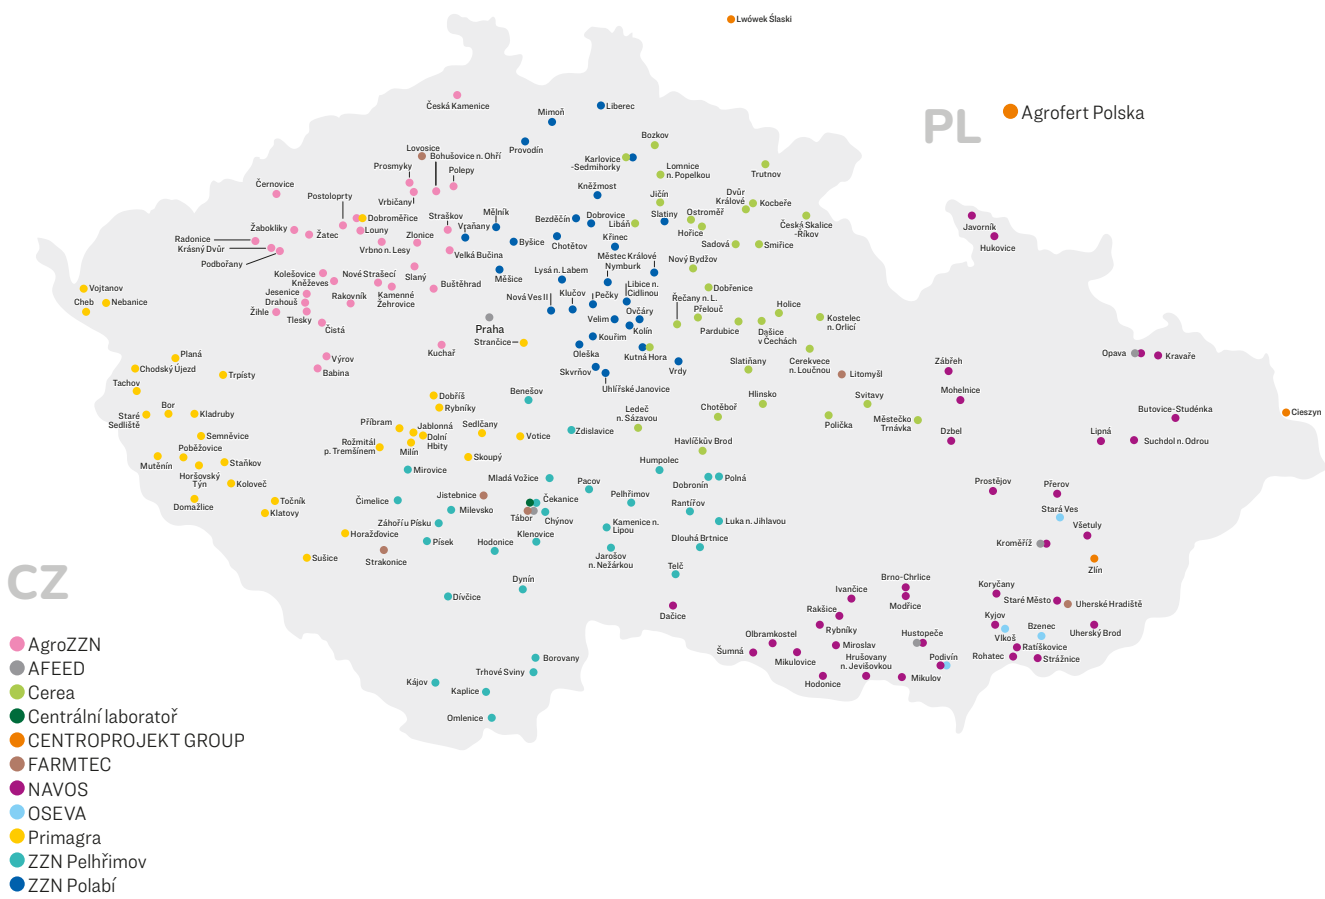 Lwówek Śląski
PL
Agrofert Polska
Česká Kamenice
Liberec
Mimoň
Provodín
Bozkov
Karlovice
-Sedmihorky
Lomnice
n. Popelkou
Trutnov
Lovosice
Bohušovice n. Ohří
Prosmyky
Polepy
Vrbičany
Černovice
Postoloprty
Dobroměřice
Kněžmost
Jičín
Dvůr
Králové
Kocbeře
Česká Skalice
-Říkov
Žabokliky
Žatec
Louny
Straškov
Mělník
Vraňany
Bezděčín
Dobrovice
Libáň
Slatiny
Ostroměř
Hořice
Javorník
Hukovice
Radonice
Krásný Dvůr
Podbořany
Vrbno n. Lesy
Zlonice
Velká Bučina
Byšice
Chotětov
Křinec
Sadová
Smiřice
Městec Králové
Nový Bydžov
Kolešovice
Kněževes
Nové Strašecí
Slaný
Měšice
Lysá n. Labem
Nymburk
Libice n.
Cidlinou
Dobřenice
Vojtanov
Cheb
Nebanice
Jesenice
Drahouš
Žihle
Tlesky
Rakovník
Kamenné
Žehrovice
Buštěhrad
Nová Ves II
Klučov
Pečky
Řečany n. L.
Přelouč
Holice
Čistá
Praha
Velim
Ovčáry
Kolín
Pardubice
Dašice
v Čechách
Kostelec
n. Orlicí
Strančice
Kouřim
Oleška
Kutná Hora
Kuchař
Výrov
Babina
Skvrňov
Uhlířské Janovice
Vrdy
Slatiňany
Cerekvice
n. Loučnou
Litomyšl
Zábřeh
Opava
Kravaře
Planá
Chodský Újezd
Trpísty
Tachov
Dobříš
Rybníky
Benešov
Ledeč
n. Sázavou
Chotěboř
Hlinsko
Svitavy
Mohelnice
Butovice-Studénka
Cieszyn
Bor
Staré
Sedliště
Kladruby
Příbram
Jablonná
Dolní
Hbity
Sedlčany
Votice
Zdislavice
Polička
Městečko
Trnávka
Dzbel
Lipná
Suchdol n. Odrou
Semněvice
Poběžovice
Mutěnín
Horšovský
Týn
Staňkov
Koloveč
Rožmitál
p. Třemšínem
Milín
Skoupý
Havlíčkův Brod
Mirovice
Mladá Vožice
Humpolec
Dobronín
Polná
Domažlice
Točník
Klatovy
Čimelice
Jistebnice
Milevsko
Čekanice
Tábor
Chýnov
Pacov
Pelhřimov
Rantířov
Prostějov
Přerov
Stará Ves
Horažďovice
Záhoří u Písku
Písek
Strakonice
Klenovice
Hodonice
Kamenice n.
Lipou
Luka n. Jihlavou
Dlouhá Brtnice
Všetuly
Kroměříž
Sušice
Jarošov
n. Nežárkou
Telč
Zlín
Dynín
Dívčice
Dačice
Brno-Chrlice
Modřice
Ivančice
Koryčany
Staré Město
Uherské Hradiště
CZ
Rakšice
Rybníky
Kyjov
Vlkoš
Bzenec
Uherský Brod
Olbramkostel
Šumná
Mikulovice
Miroslav
Hustopeče
Ratíškovice
Rohatec
Strážnice
AgroZZN
AFEED
Cerea
Centrální laboratoř
CENTROPROJEKT GROUP
FARMTEC
NAVOS
OSEVA
Primagra
ZZN Pelhřimov
ZZN Polabí
Borovany
Trhové Sviny
Kájov
Kaplice
Omlenice
Hrušovany
n. Jevišovkou
Hodonice
Podivín
Mikulov